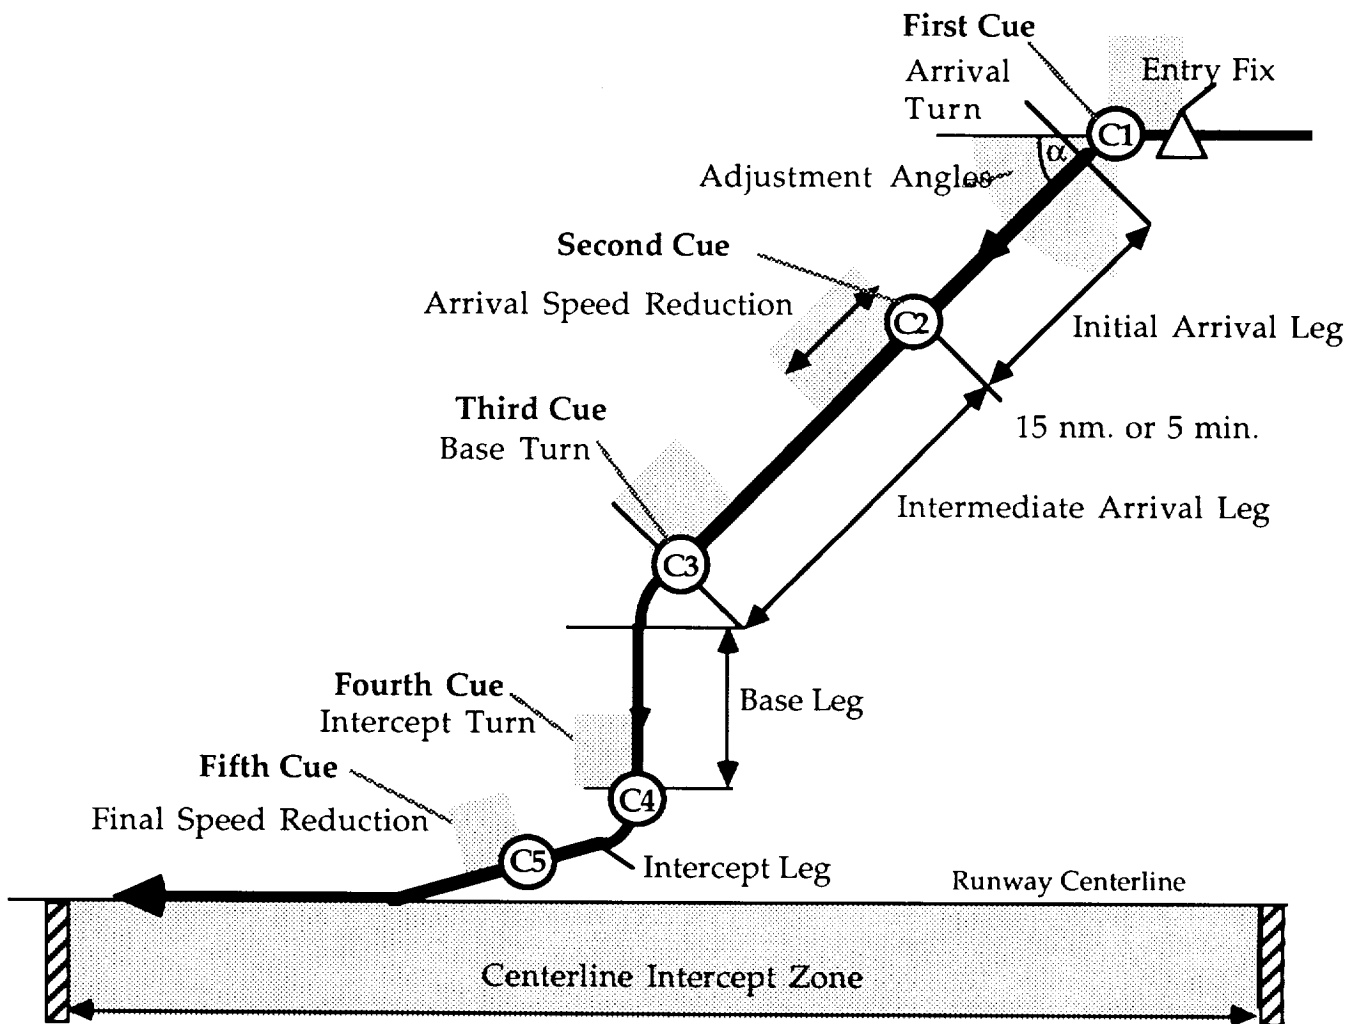 First Cue
Arrival
Turn
Entry Fix
C1
α
Adjustment Angles
Second Cue
Arrival Speed Reduction
C2
Initial Arrival Leg
Third Cue
Base Turn
15 nm. or 5 min.
Intermediate Arrival Leg
C3
Fourth Cue
Intercept Turn
Base Leg
Fifth Cue
C4
Final Speed Reduction
C5
Intercept Leg
Runway Centerline
Centerline Intercept Zone